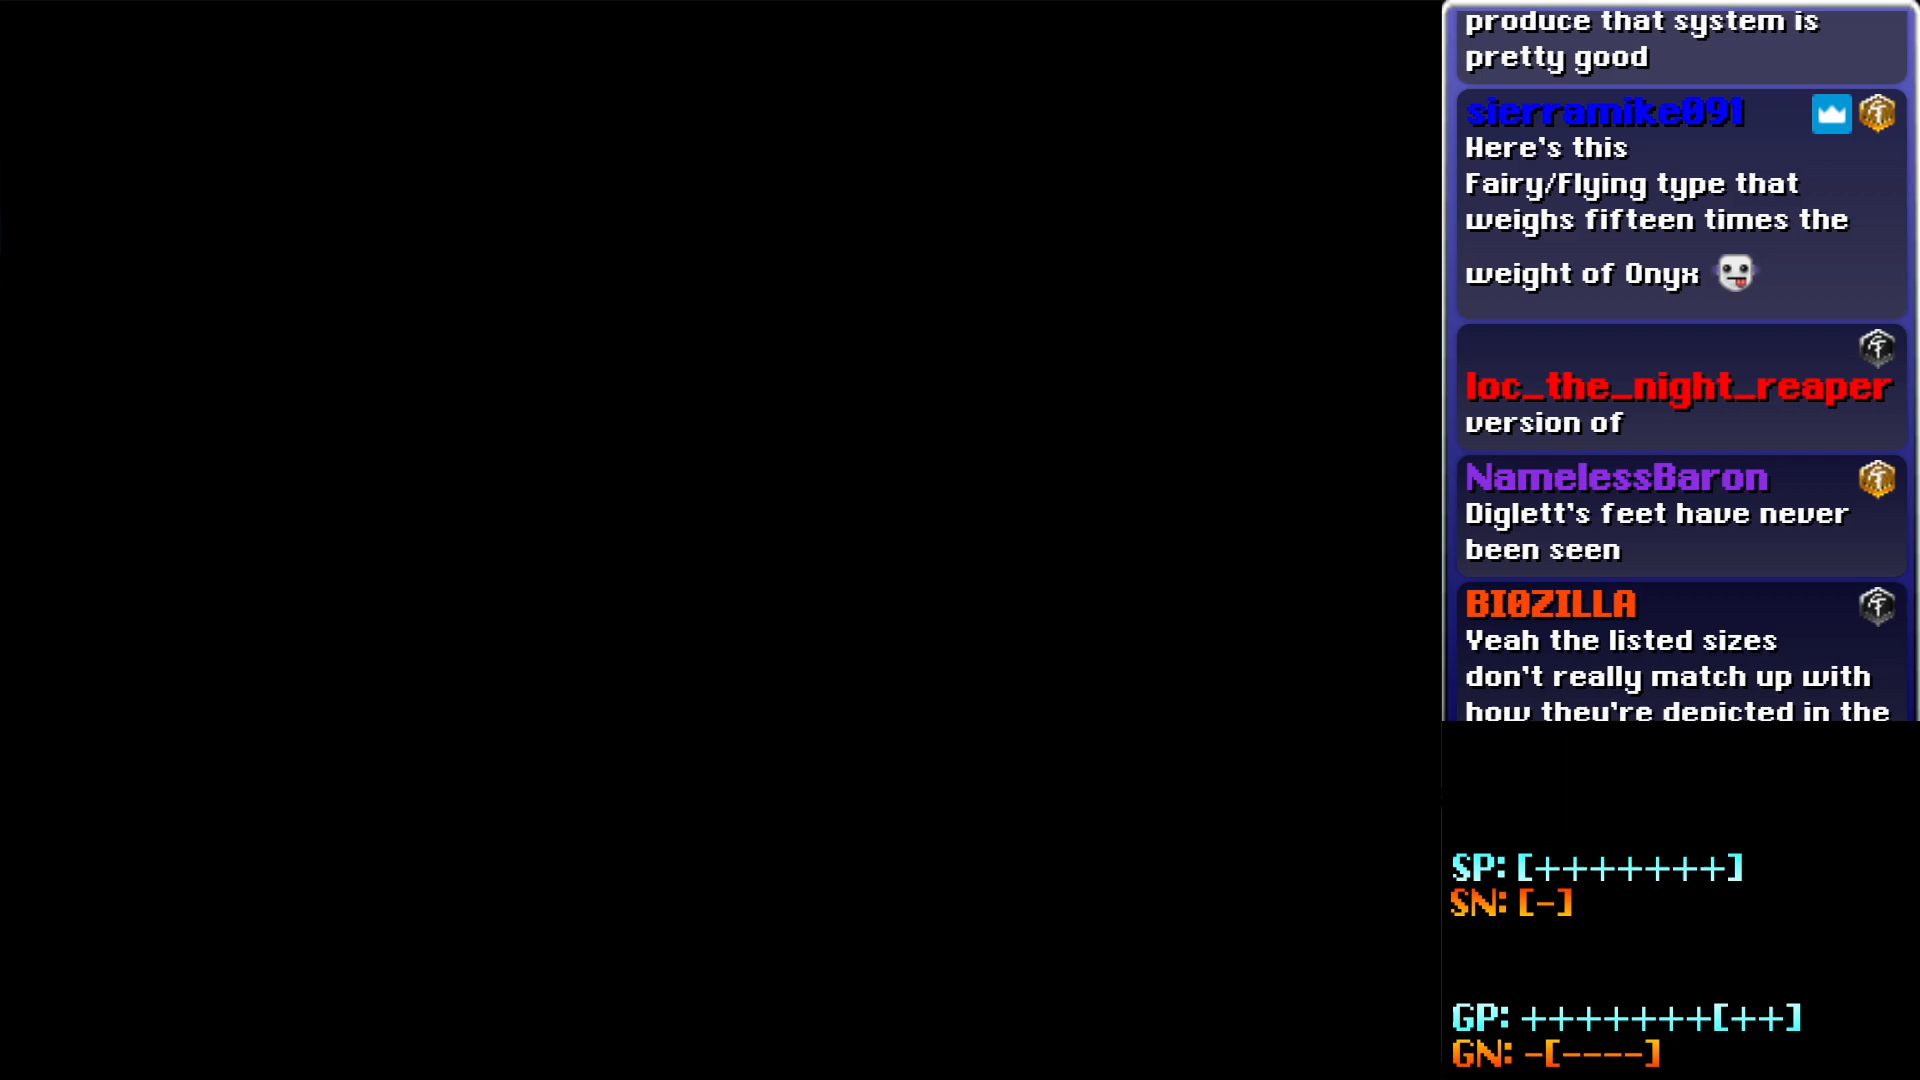 produce that system is
pretty good
sierramike091
Here's this
Fairy/Flying type that
weighs fifteen times the
weight of Onyx
loc_the_night_reaper
version of
NamelessBaron
Diglett's feet have never
been seen
BI0ZILLA
Yeah the listed sizes
don't really match up with
how they're depicted in the
SP: [+++++++]
SN: [-]
GP: +++++++[++]
GN: -[----]